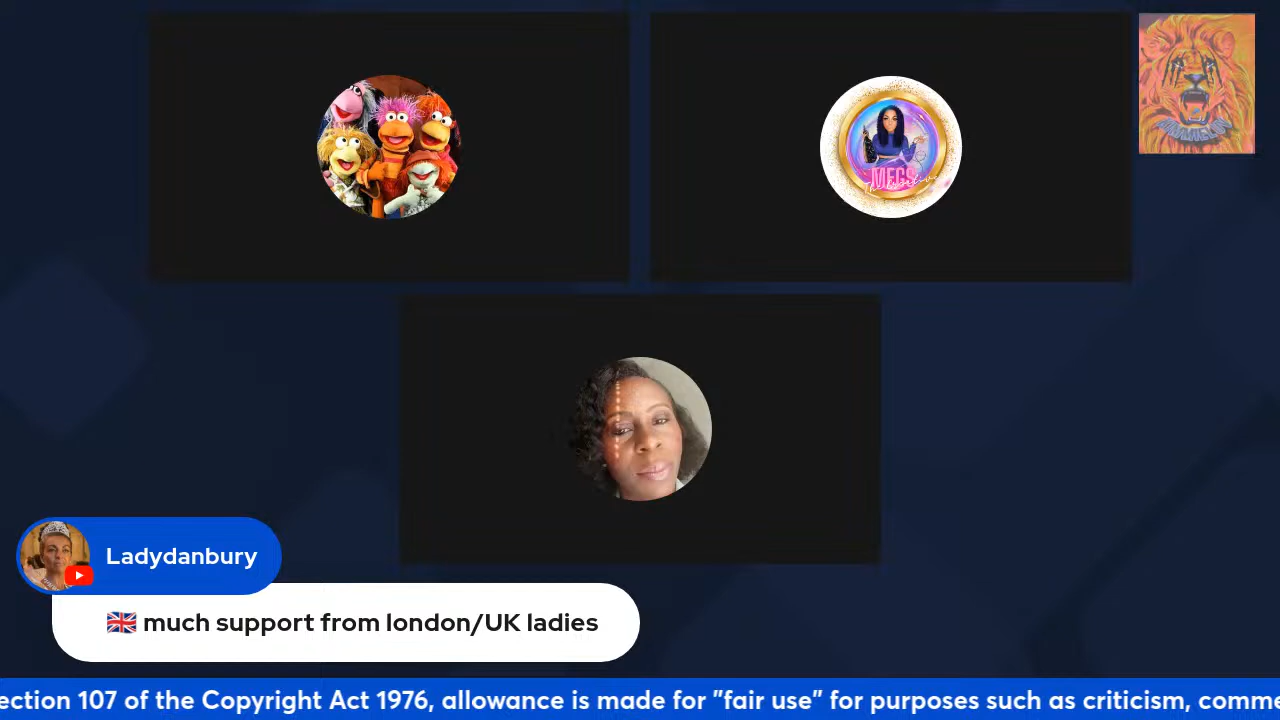 MEGS
Ladydanbury
🇬🇧 much support from london/UK ladies
ection 107 of the Copyright Act 1976, allowance is made for "fair use" for purposes such as criticism, comme